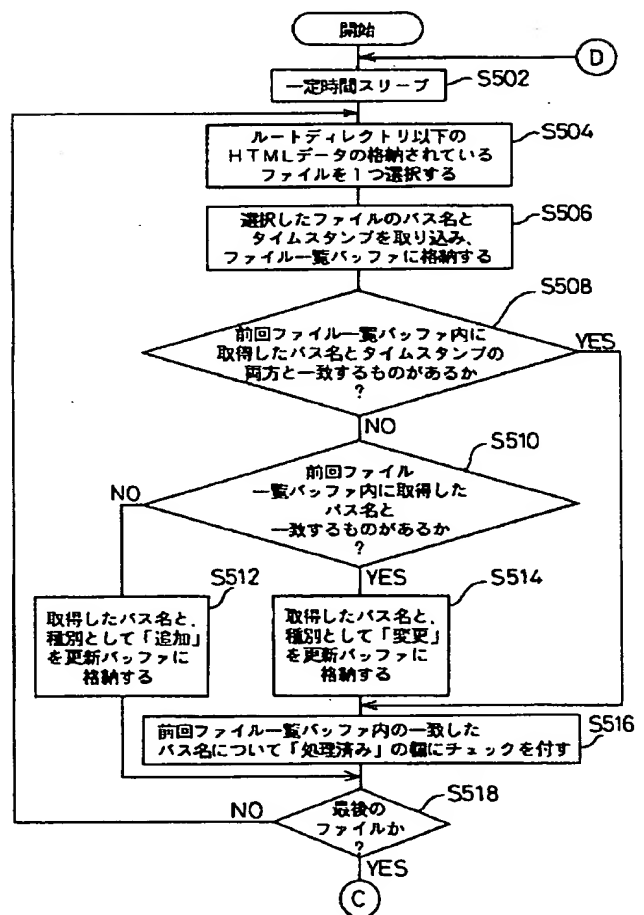 開始
D
一定時間スリープ
S502
ルートディレクトリ以下の
HTMLデータの格納されている
ファイルを1つ選択する
S504
選択したファイルのパス名と
タイムスタンプを取り込み、
ファイル一覧バッファに格納する
S506
S508
前回ファイル一覧バッファ内に
取得したパス名とタイムスタンプの
両方と一致するものがあるか
?
YES
NO
S510
前回ファイル
一覧バッファ内に取得した
パス名と
一致するものがあるか
?
NO
YES
S512
取得したパス名と、
種別として「追加」
を更新バッファに
格納する
S514
取得したパス名と、
種別として「変更」
を更新バッファに
格納する
前回ファイル一覧バッファ内の一致した
パス名について「処理済み」の欄にチェックを付す
S516
S518
最後の
ファイルか
?
NO
YES
C